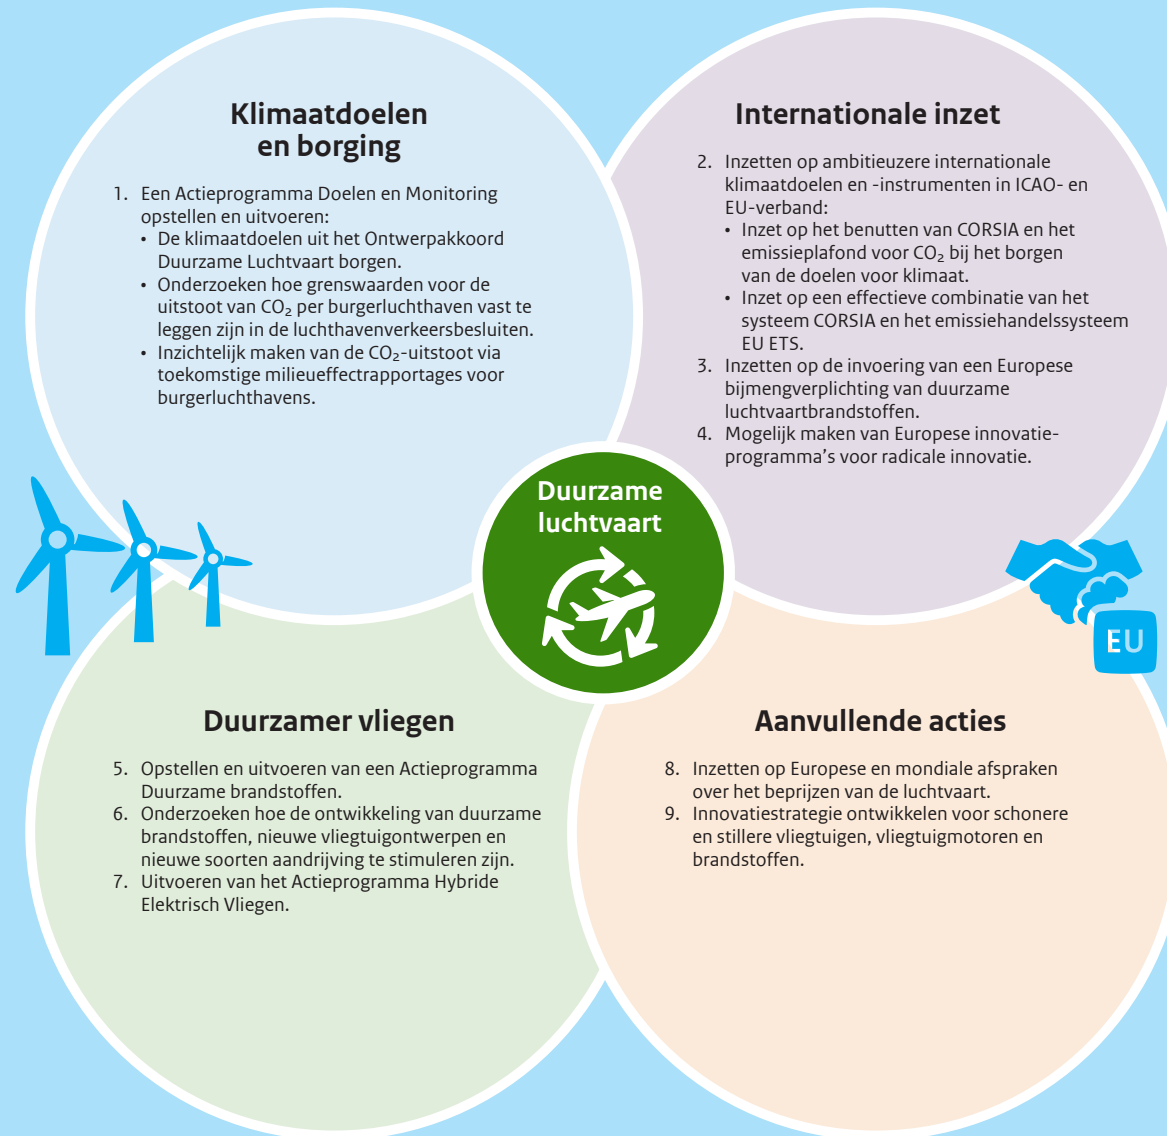 Klimaatdoelen
en borging
1. Een Actieprogramma Doelen en Monitoring
opstellen en uitvoeren:
• De klimaatdoelen uit het Ontwerpakkoord
Duurzame Luchtvaart borgen.
• Onderzoeken hoe grenswaarden voor de
uitstoot van CO₂ per burgerluchthaven vast te
leggen zijn in de luchthavenverkeersbesluiten.
• Inzichtelijk maken van de CO₂-uitstoot via
toekomstige milieueffectrapportages voor
burgerluchthavens.
Internationale inzet
2. Inzetten op ambitieuzere internationale
klimaatdoelen en -instrumenten in ICAO- en
EU-verband:
• Inzet op het benutten van CORSIA en het
emissieplafond voor CO₂ bij het borgen
van de doelen voor klimaat.
• Inzet op een effectieve combinatie van het
systeem CORSIA en het emissiehandelssysteem
EU ETS.
3. Inzetten op de invoering van een Europese
bijmengverplichting van duurzame
luchtvaartbrandstoffen.
4. Mogelijk maken van Europese innovatie-
programma's voor radicale innovatie.
Duurzame
luchtvaart
EU
Duurzamer vliegen
5. Opstellen en uitvoeren van een Actieprogramma
Duurzame brandstoffen.
6. Onderzoeken hoe de ontwikkeling van duurzame
brandstoffen, nieuwe vliegtuigontwerpen en
nieuwe soorten aandrijving te stimuleren zijn.
7. Uitvoeren van het Actieprogramma Hybride
Elektrisch Vliegen.
Aanvullende acties
8. Inzetten op Europese en mondiale afspraken
over het beprijzen van de luchtvaart.
9. Innovatiestrategie ontwikkelen voor schonere
en stillere vliegtuigen, vliegtuigmotoren en
brandstoffen.